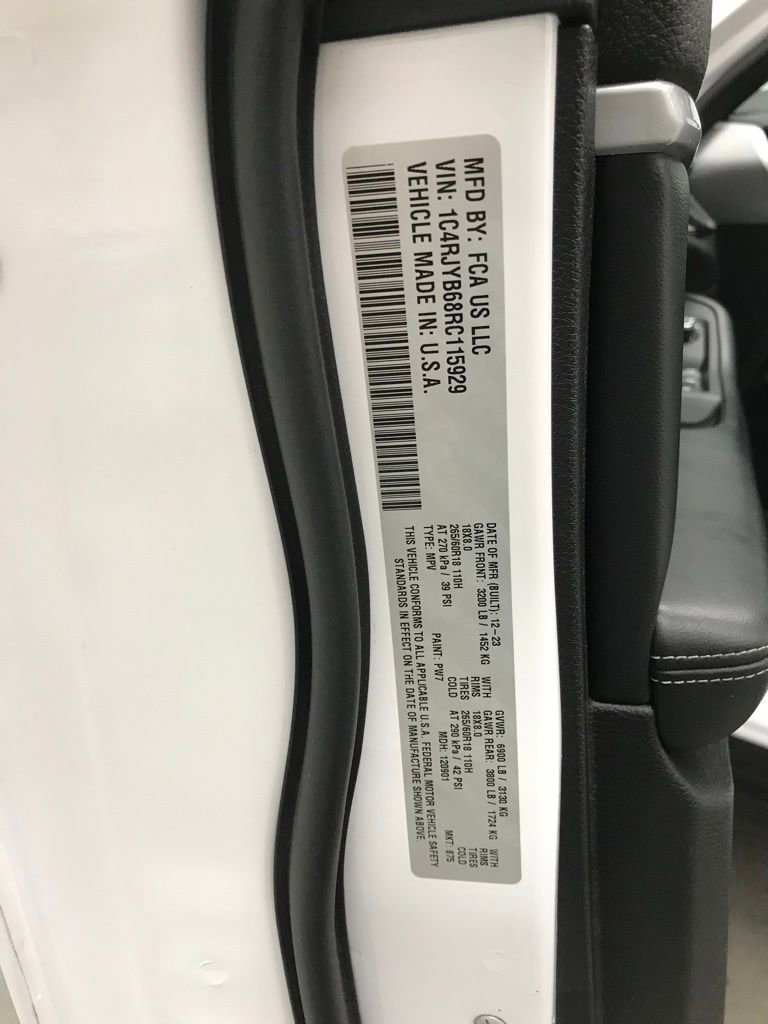 MFD BY: FCA US LLC
VIN: 1C4RJYB68RC115929
VEHICLE MADE IN: U.S.A.
DATE OF MFR (BUILT): 12-23 GVWR: 6900 LB / 3130 KG
GAWR FRONT: 3200 LB / 1452 KG WITH GAWR REAR: 3800 LB / 1724 KG WITH
18X8.0 RIMS 18X8.0 RIMS
265/60R18 110H TIRES 265/60R18 110H TIRES
AT 270 kPa / 39 PSI COLD AT 290 kPa / 42 PSI COLD
TYPE: MPV PAINT: PW7 MDH: 120901 MKT: 875
THIS VEHICLE CONFORMS TO ALL APPLICABLE U.S.A. FEDERAL MOTOR VEHICLE SAFETY
STANDARDS IN EFFECT ON THE DATE OF MANUFACTURE SHOWN ABOVE.